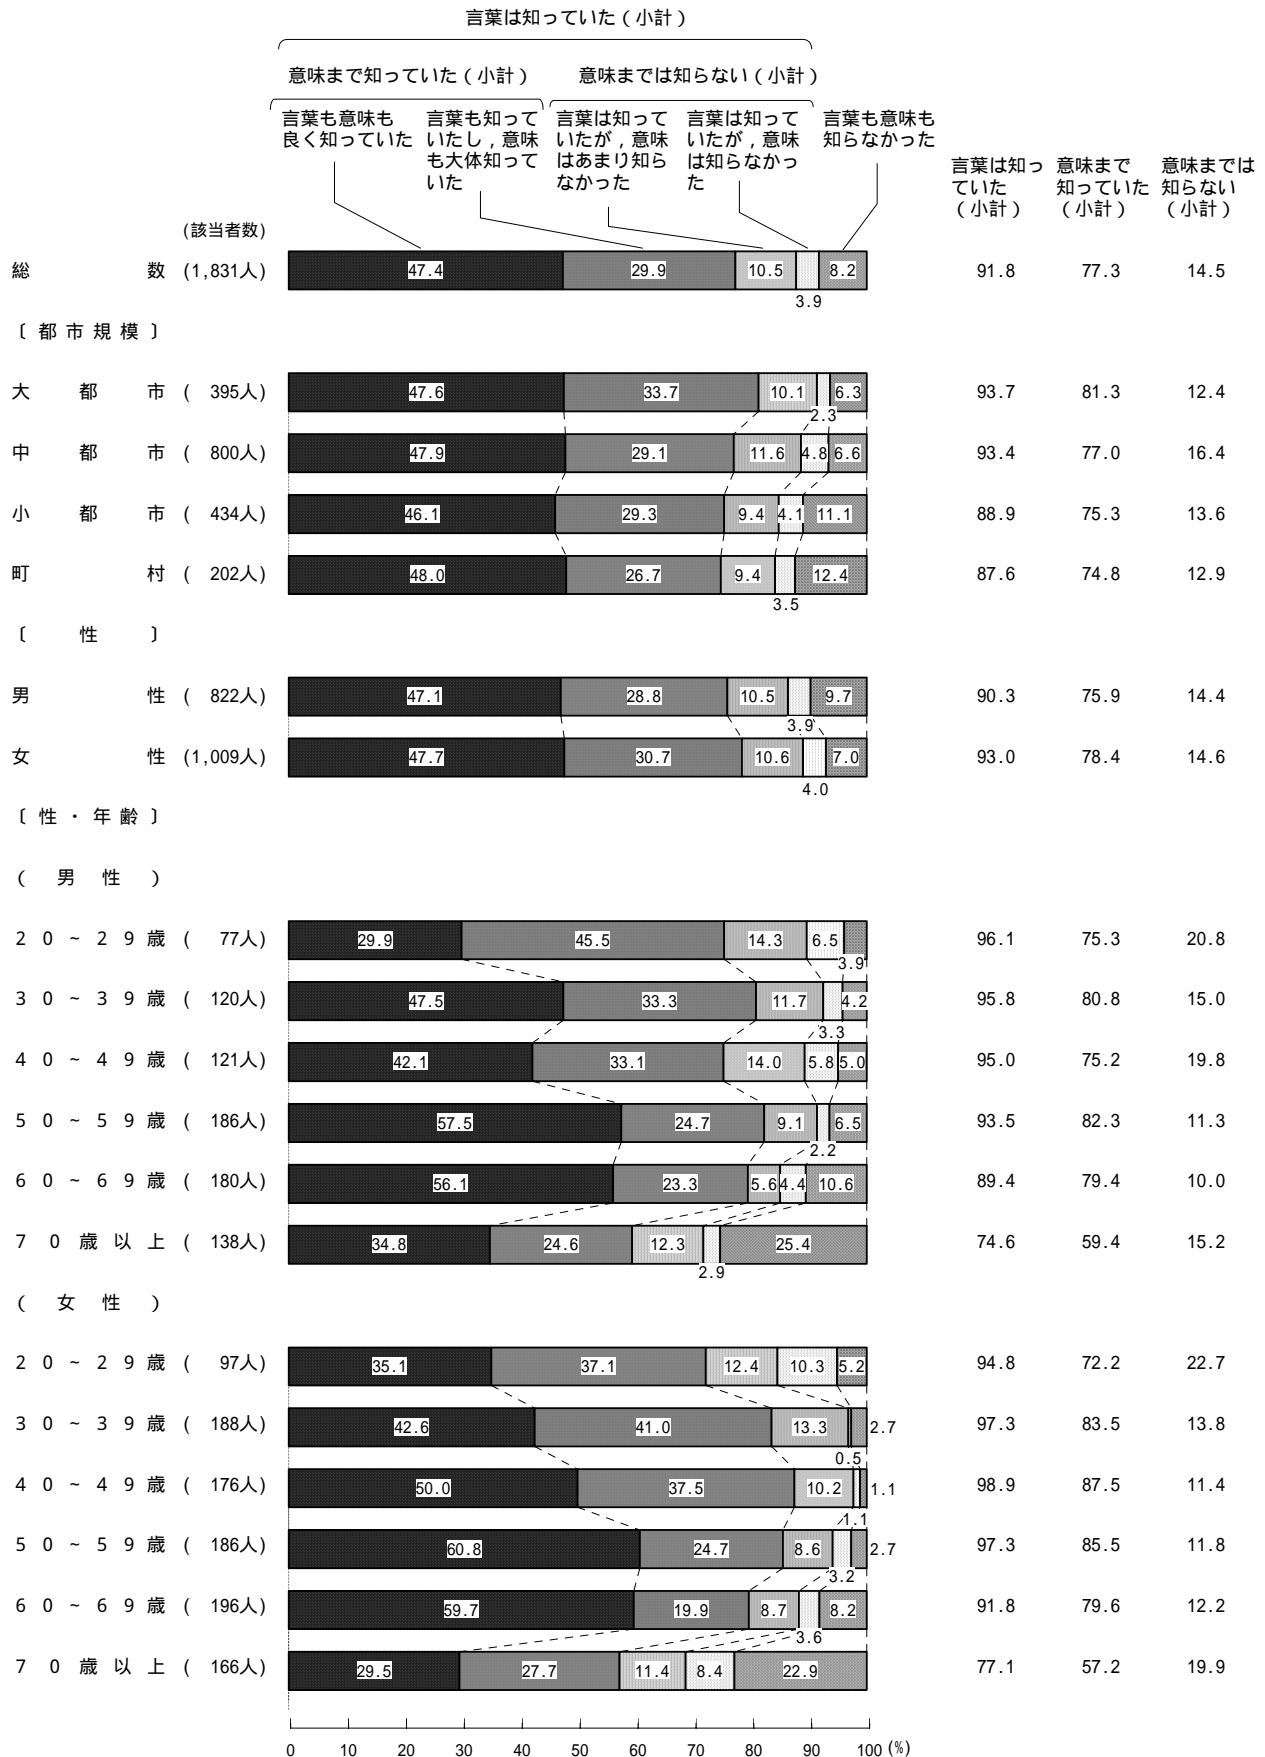 言葉は知っていた（小計）
意味まで知っていた（小計） 意味までは知らない（小計）
言葉も意味も 言葉も知って 言葉は知って 言葉は知って 言葉も意味も
良く知っていた いたし，意味 いたが，意味 いたが，意味 知らなかった
も大体知って はあまり知ら は知らなかっ
いた なかった た
言葉は知っ 意味まで 意味までは
ていた 知っていた 知らない
（小計） （小計） （小計）
(該当者数)
総数 (1,831人) 47.4 29.9 10.5 8.2 91.8 77.3 14.5
3.9
〔都市規模〕
大都市 ( 395人) 47.6 33.7 10.1 6.3 93.7 81.3 12.4
2.3
中都市 ( 800人) 47.9 29.1 11.6 4.8 6.6 93.4 77.0 16.4
小都市 ( 434人) 46.1 29.3 9.4 4.1 11.1 88.9 75.3 13.6
町村 ( 202人) 48.0 26.7 9.4 12.4 87.6 74.8 12.9
3.5
〔性〕
男性 ( 822人) 47.1 28.8 10.5 9.7 90.3 75.9 14.4
3.9
女性 (1,009人) 47.7 30.7 10.6 7.0 93.0 78.4 14.6
4.0
〔性・年齢〕
(男性)
20~29歳 ( 77人) 29.9 45.5 14.3 6.5 96.1 75.3 20.8
3.9
30~39歳 ( 120人) 47.5 33.3 11.7 4.2 95.8 80.8 15.0
3.3
40~49歳 ( 121人) 42.1 33.1 14.0 5.8 5.0 95.0 75.2 19.8
50~59歳 ( 186人) 57.5 24.7 9.1 6.5 93.5 82.3 11.3
2.2
60~69歳 ( 180人) 56.1 23.3 5.6 4.4 10.6 89.4 79.4 10.0
70歳以上 ( 138人) 34.8 24.6 12.3 25.4 74.6 59.4 15.2
2.9
(女性)
20~29歳 ( 97人) 35.1 37.1 12.4 10.3 5.2 94.8 72.2 22.7
30~39歳 ( 188人) 42.6 41.0 13.3 2.7 97.3 83.5 13.8
0.5
40~49歳 ( 176人) 50.0 37.5 10.2 1.1 98.9 87.5 11.4
1.1
50~59歳 ( 186人) 60.8 24.7 8.6 2.7 97.3 85.5 11.8
3.2
60~69歳 ( 196人) 59.7 19.9 8.7 8.2 91.8 79.6 12.2
3.6
70歳以上 ( 166人) 29.5 27.7 11.4 8.4 22.9 77.1 57.2 19.9
0 10 20 30 40 50 60 70 80 90 100 (%)